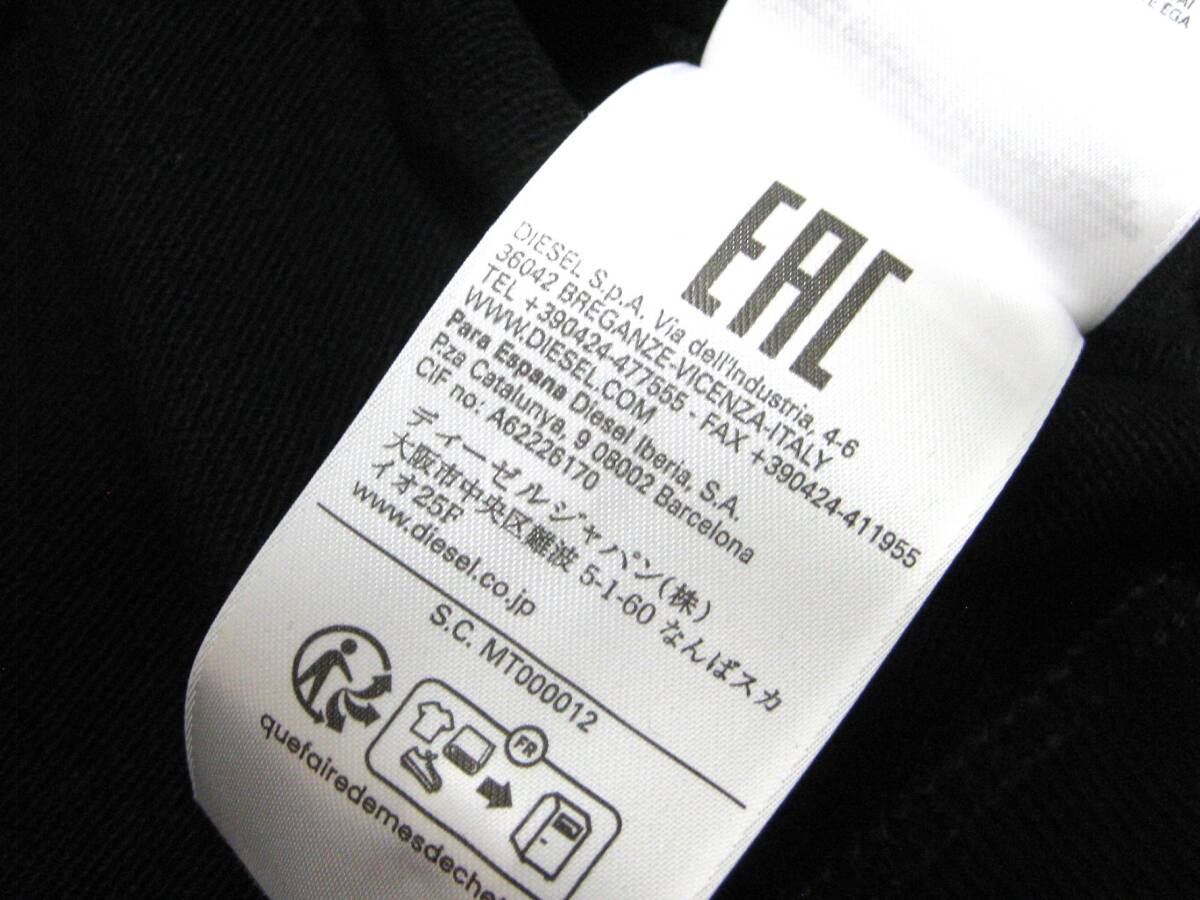 E EGA
EAC
DIESEL S.p.A. Via dell'Industria, 4-6
36042 BREGANZE-VICENZA-ITALY
TEL +390424-477555 - FAX +390424-411955
WWW.DIESEL.COM
Para Espana Diesel Iberia, S.A.
P.za Catalunya, 9 08002 Barcelona
CIF no: A62226170
ディーゼルジャパン(株)
大阪市中央区難波 5-1-60 なんばスカ
イオ25F
www.diesel.co.jp
S.C. MT000012
FR
quefairedemesdeche